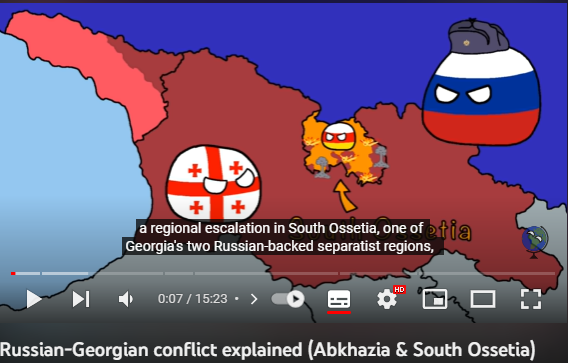 a regional escalation in South Ossetia, one of
Georgia's two Russian-backed separatist regions,
0:07 / 15:23
HD
Russian-Georgian conflict explained (Abkhazia & South Ossetia)